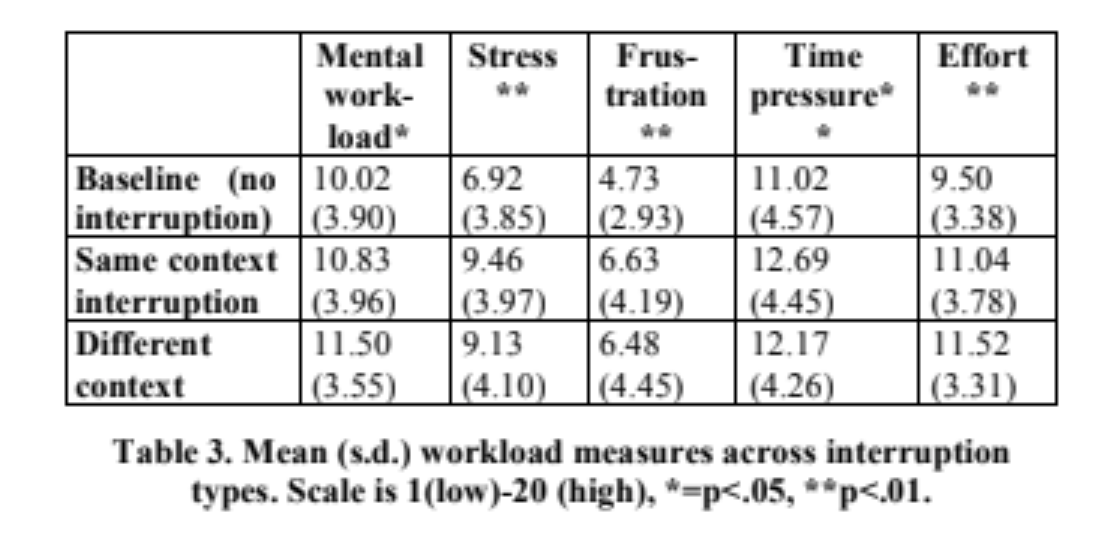 Mental work-load* Stress ** Frus-tration ** Time pressure* * Effort **
Baseline (no interruption) 10.02 (3.90) 6.92 (3.85) 4.73 (2.93) 11.02 (4.57) 9.50 (3.38)
Same context interruption 10.83 (3.96) 9.46 (3.97) 6.63 (4.19) 12.69 (4.45) 11.04 (3.78)
Different context 11.50 (3.55) 9.13 (4.10) 6.48 (4.45) 12.17 (4.26) 11.52 (3.31)
Table 3. Mean (s.d.) workload measures across interruption
types. Scale is 1(low)-20 (high), *=p<.05, **p<.01.